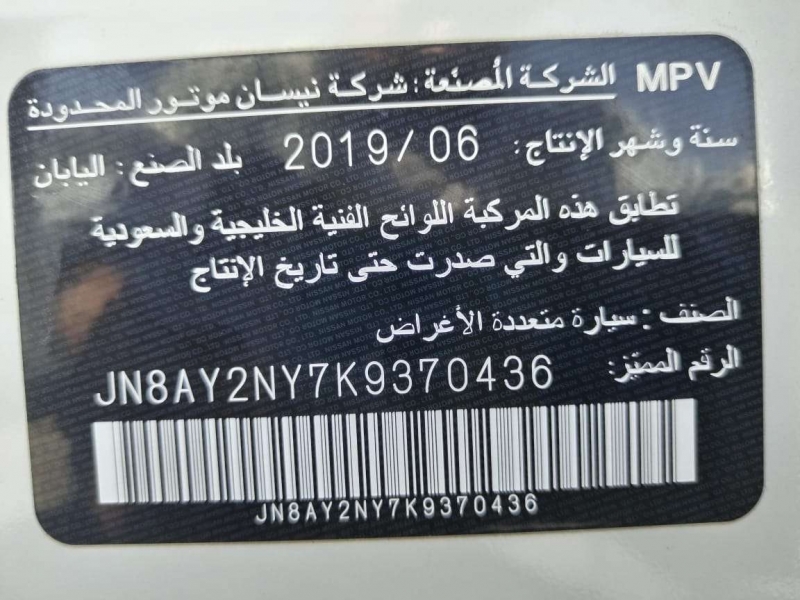 MPV الشركة المُصنّعة : شركة نيسان موتور المحدودة
سنة وشهر الإنتاج: 2019/06 بلد الصنع : اليابان
تطابق هذه المركبة اللوائح الفنية الخليجية والسعودية
للسيارات والتي صدرت حتى تاريخ الإنتاج
الصنف : سيارة متعددة الأغراض
الرقم المميّز:
JN8AY2NY7K9370436
JN8AY2NY7K9370436